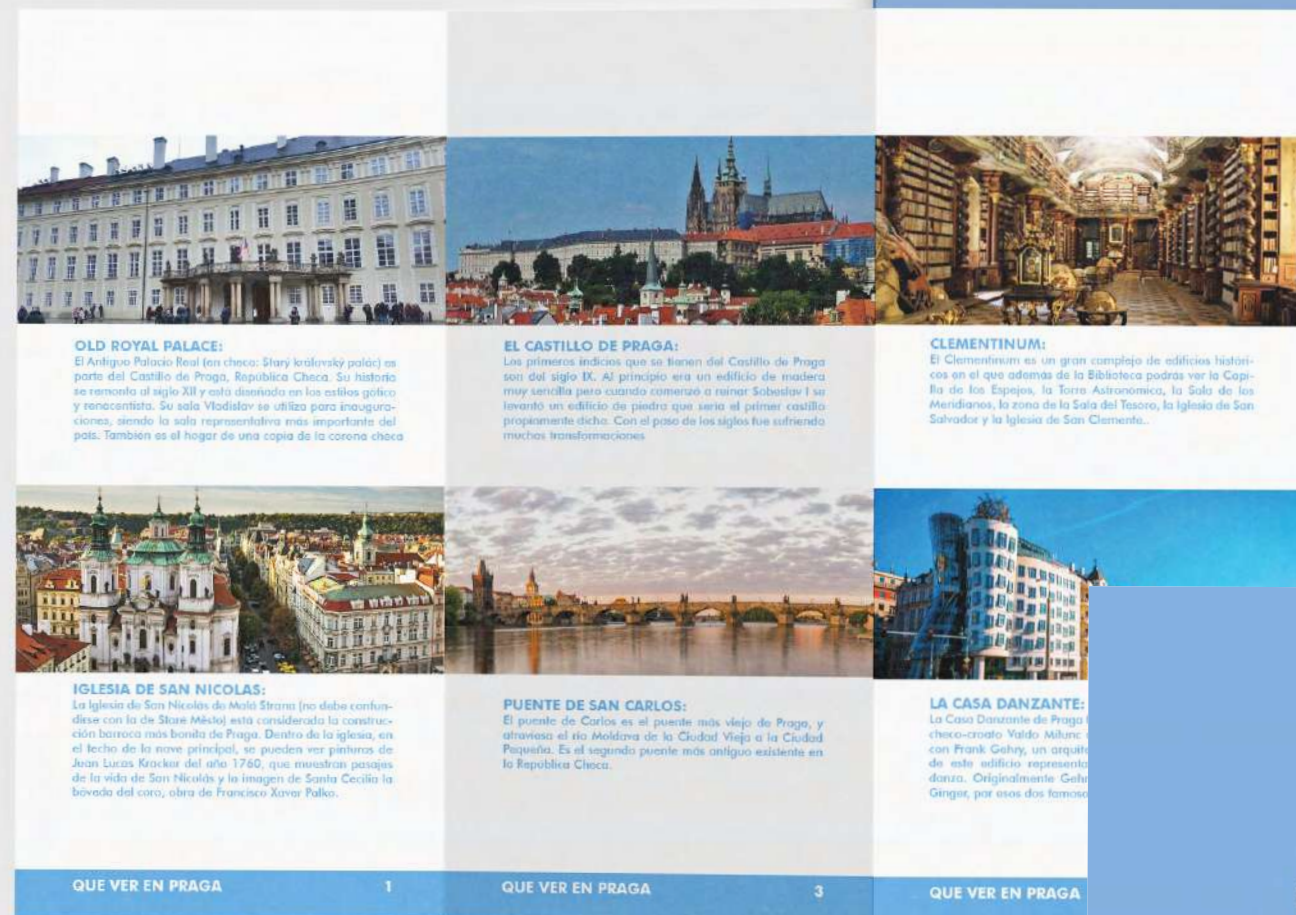 OLD ROYAL PALACE:
El Antiguo Palacio Real (en checo: Starý královský palác) es
parte del Castillo de Praga, República Checa. Su historia
se remonta al siglo XII y está diseñada en los estilos gótico
y renacentista. Su sala Vladislav se utiliza para inaugura-
ciones, siendo la sala representativa más importante del
país. También es el hogar de una copia de la corona checa
IGLESIA DE SAN NICOLAS:
La Iglesia de San Nicolás de Malá Strana (no debe confun-
dirse con la de Staré Město) está considerada la construc-
ción barroca más bonita de Praga. Dentro de la iglesia, en
el techo de la nave principal, se pueden ver pinturas de
Juan Lucas Kracker del año 1760, que muestran pasajes
de la vida de San Nicolás y la imagen de Santa Cecilia la
bóveda del coro, obra de Francisco Xavar Palko.
QUE VER EN PRAGA 1
EL CASTILLO DE PRAGA:
Los primeros indicios que se tienen del Castillo de Praga
son del siglo IX. Al principio era un edificio de madera
muy sencilla pero cuando comenzó a reinar Sobeslav I se
levantó un edificio de piedra que sería el primer castillo
propiamente dicho. Con el paso de los siglos fue sufriendo
muchas transformaciones
PUENTE DE SAN CARLOS:
El puente de Carlos es el puente más viejo de Praga, y
atraviesa el río Moldava de la Ciudad Vieja a la Ciudad
Pequeña. Es el segundo puente más antiguo existente en
la República Checa.
QUE VER EN PRAGA 3
CLEMENTINUM:
El Clementinum es un gran complejo de edificios históri-
cos en el que además de la Biblioteca podrás ver la Capi-
lla de los Espejos, la Torre Astronómica, la Sala de los
Meridianos, la zona de la Sala del Tesoro, la Iglesia de San
Salvador y la Iglesia de San Clemente..
LA CASA DANZANTE:
La Casa Danzante de Praga
checo-croato Valdo Milunc
con Frank Gehry, un arquite
de este edificio representa
danza. Originalmente Gehr
Ginger, por esos dos famoso
QUE VER EN PRAGA